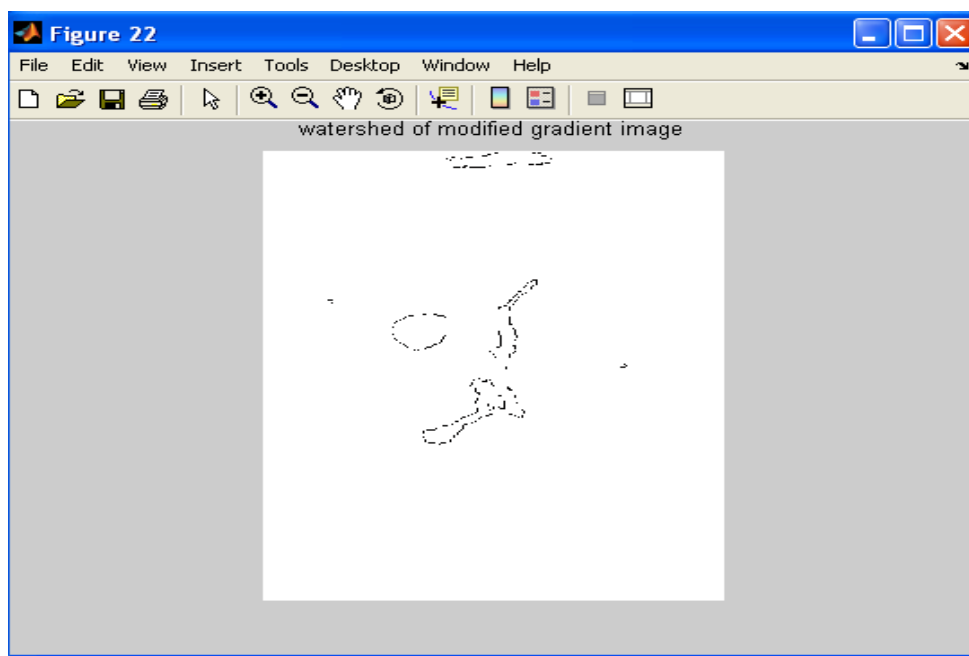 Figure 22
File Edit View Insert Tools Desktop Window Help
watershed of modified gradient image